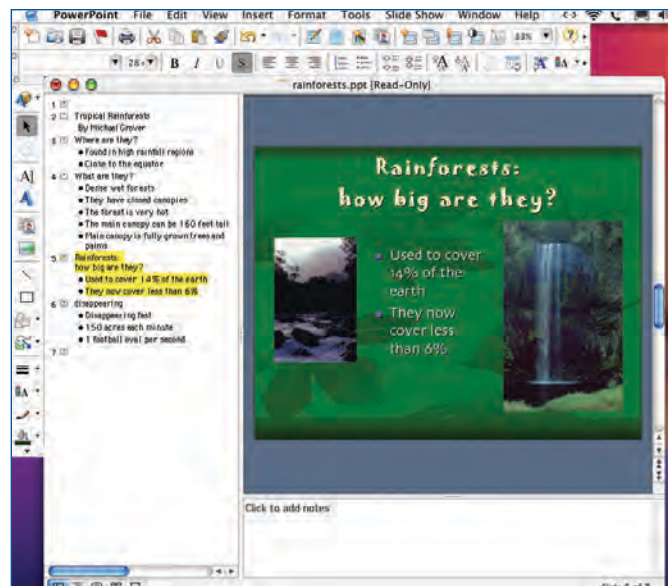 PowerPoint File Edit View Insert Format Tools Slide Show Window Help
33%
28 B I U S
rainforests.ppt [Read-Only]
1
2 Tropical Rainforests
By Michael Grover
3 Where are they?
• Found in high rainfall regions
• Close to the equator
4 What are they?
• Dense wet forests
• They have closed canopies
• The forest is very hot
• The main canopy can be 160 feet tall
• Main canopy is fully grown trees and
palms
5 Rainforests:
how big are they?
• Used to cover 14% of the earth
• They now cover less than 6%
6 disappearing
• Disappearing fast
• 150 acres each minute
• 1 football oval per second
7
Rainforests:
how big are they?
Used to cover
14% of the
earth
They now
cover less
than 6%
Click to add notes